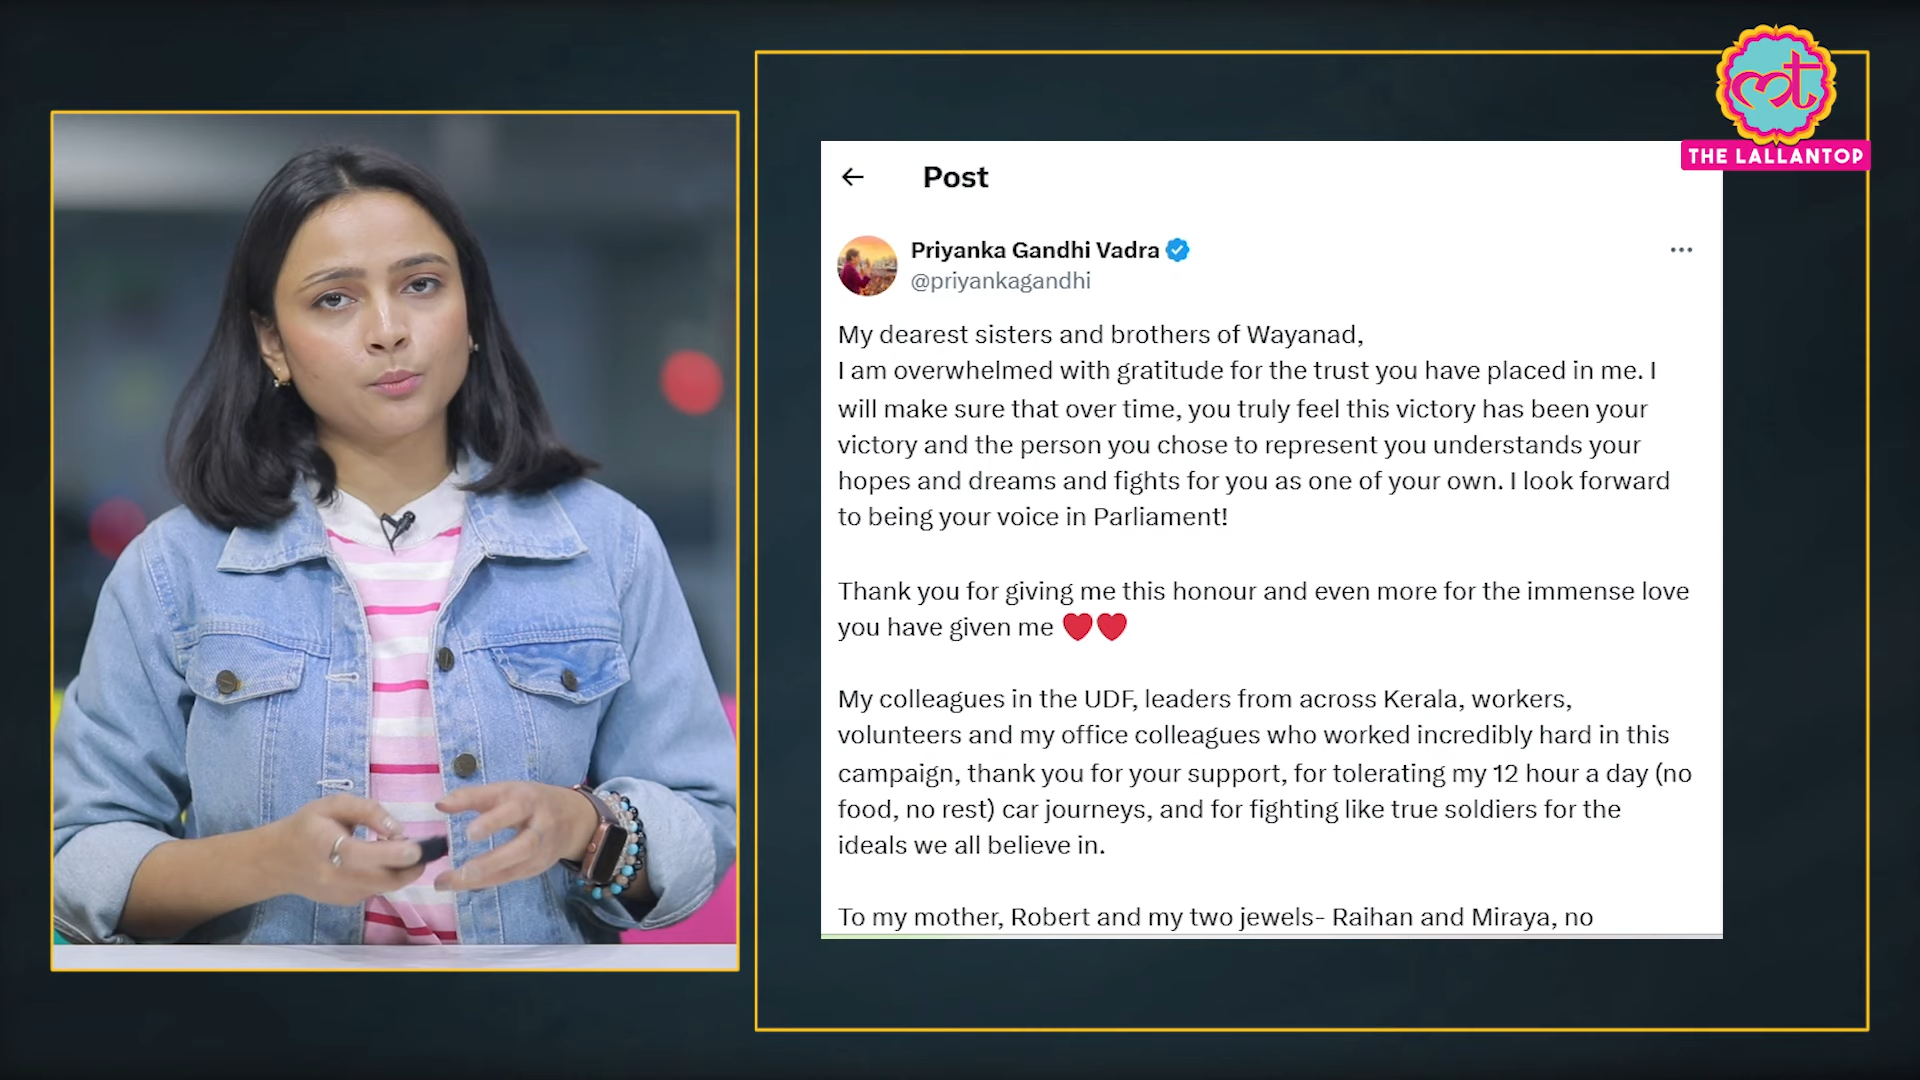 THE LALLANTOP
Post
Priyanka Gandhi Vadra
@priyankagandhi
My dearest sisters and brothers of Wayanad,
I am overwhelmed with gratitude for the trust you have placed in me. I
will make sure that over time, you truly feel this victory has been your
victory and the person you chose to represent you understands your
hopes and dreams and fights for you as one of your own. I look forward
to being your voice in Parliament!
Thank you for giving me this honour and even more for the immense love
you have given me ❤️❤️
My colleagues in the UDF, leaders from across Kerala, workers,
volunteers and my office colleagues who worked incredibly hard in this
campaign, thank you for your support, for tolerating my 12 hour a day (no
food, no rest) car journeys, and for fighting like true soldiers for the
ideals we all believe in.
To my mother, Robert and my two jewels- Raihan and Miraya, no